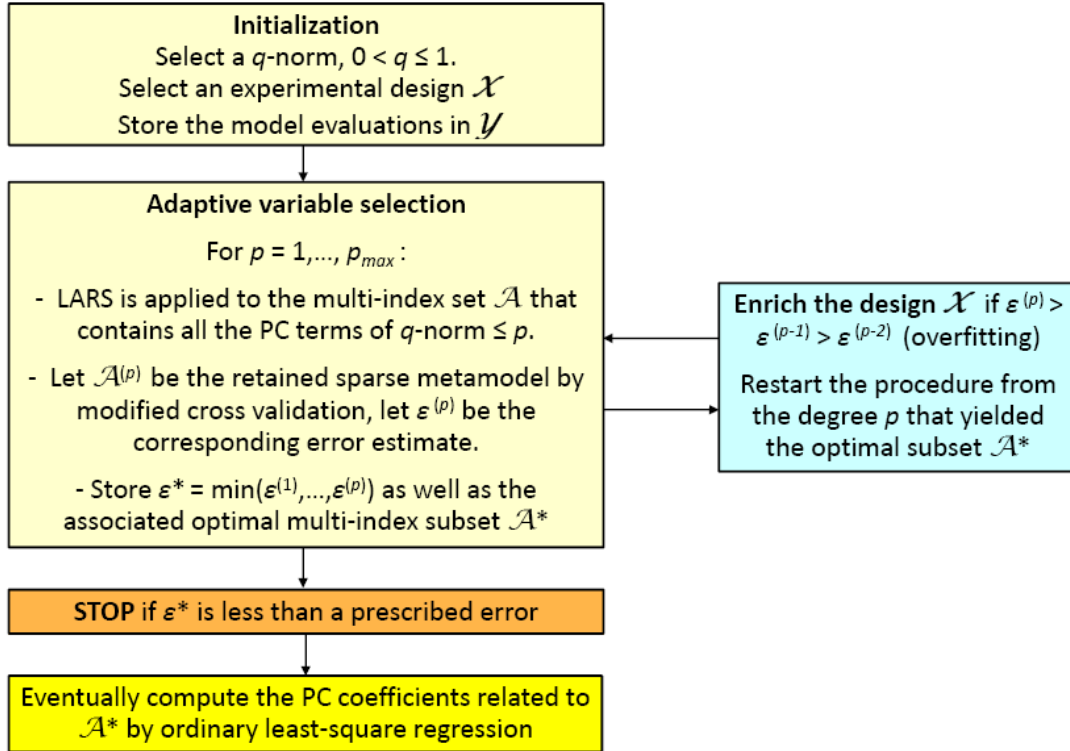 Initialization
Select a q-norm, 0 < q ≤ 1.
Select an experimental design 𝒳
Store the model evaluations in 𝒴
Adaptive variable selection
For p = 1,..., p_max :
- LARS is applied to the multi-index set 𝒜 that
contains all the PC terms of q-norm ≤ p.
- Let 𝒜^(p) be the retained sparse metamodel by
modified cross validation, let ε^(p) be the
corresponding error estimate.
- Store ε* = min(ε^(1),...,ε^(p)) as well as the
associated optimal multi-index subset 𝒜*
Enrich the design 𝒳 if ε^(p) >
ε^(p-1) > ε^(p-2) (overfitting)
Restart the procedure from
the degree p that yielded
the optimal subset 𝒜*
STOP if ε* is less than a prescribed error
Eventually compute the PC coefficients related to
𝒜* by ordinary least-square regression